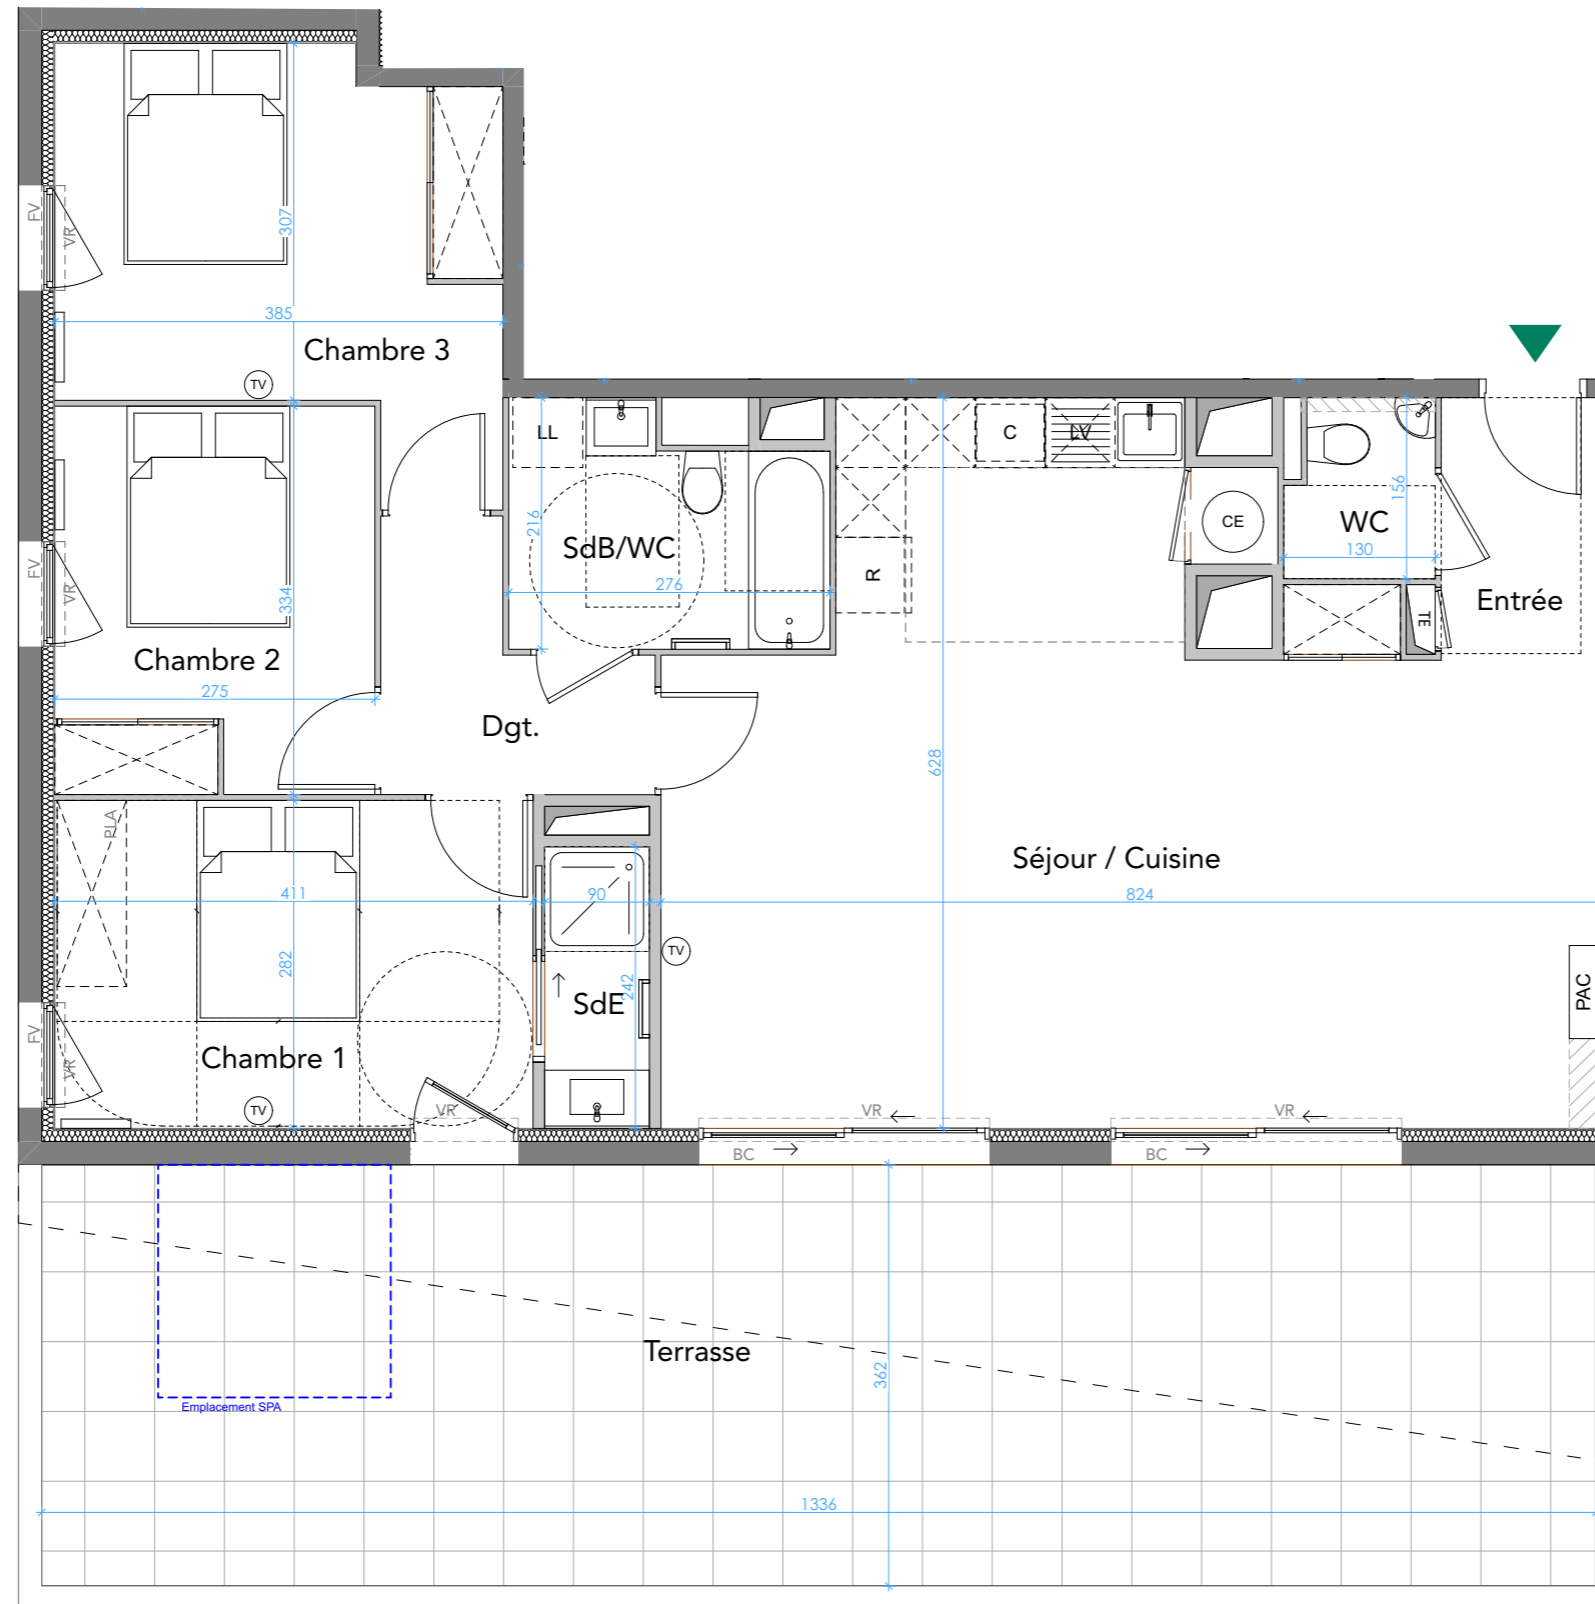 FV
VR
307
385
Chambre 3
TV
LL
C
LV
216
SdB/WC
276
R
CE
156
WC
130
TE
Entrée
FV
VR
334
Chambre 2
275
Dgt.
628
PLA
411
90
Séjour / Cuisine
824
282
242
SdE
TV
PAC
FV
VR
Chambre 1
TV
VR
VR
VR
BC
BC
Emplacement SPA
Terrasse
362
1336